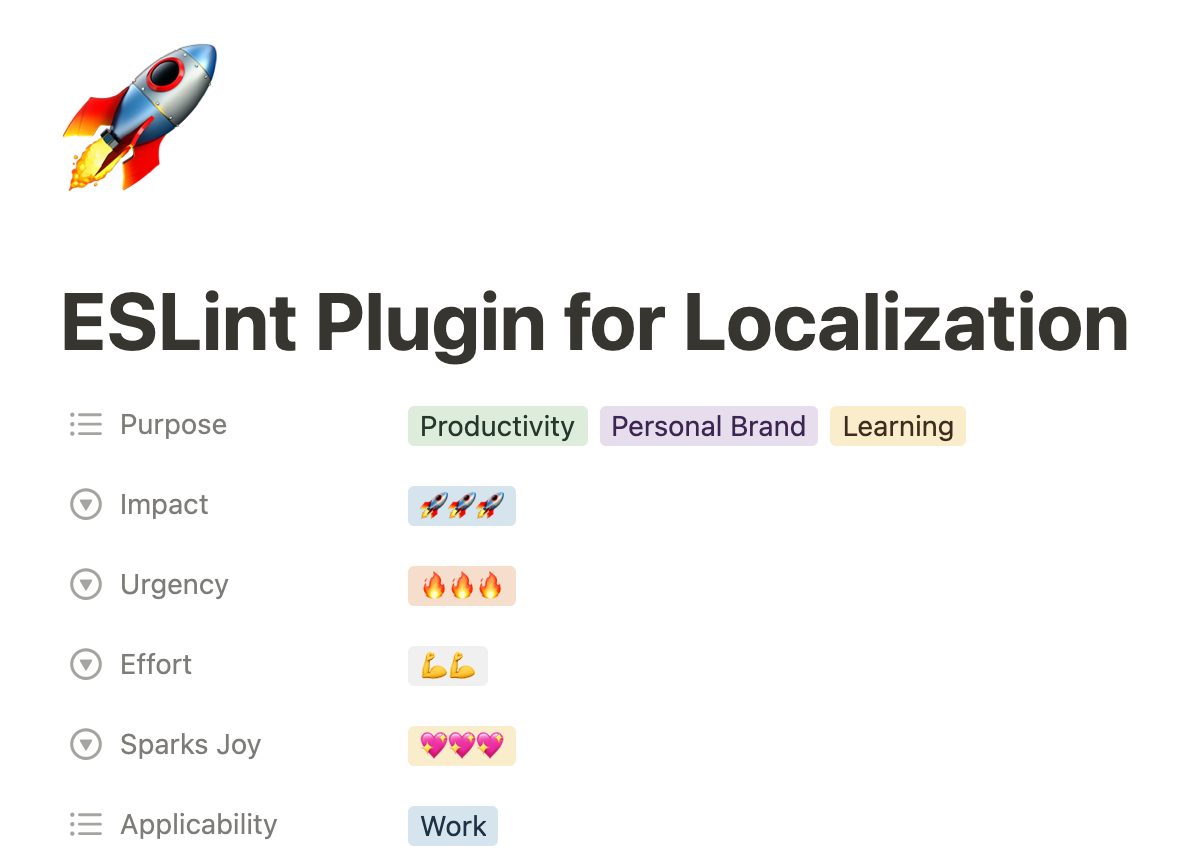 ESLint Plugin for Localization
Purpose Productivity Personal Brand Learning
Impact 🚀🚀🚀
Urgency 🔥🔥🔥
Effort 💪💪
Sparks Joy 💖💖💖
Applicability Work